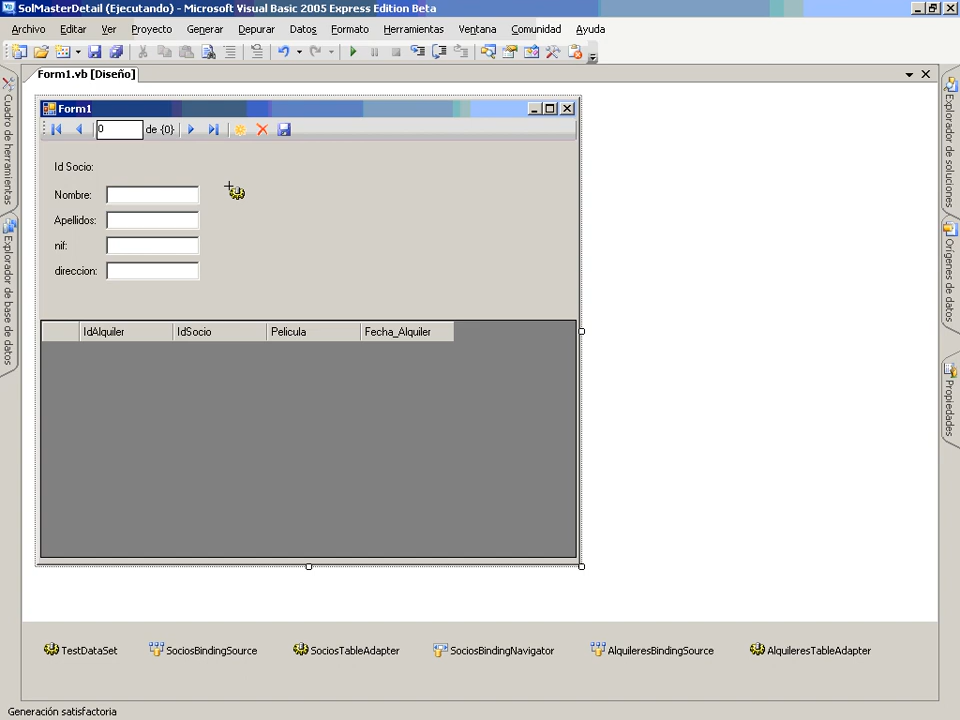 SolMasterDetail (Ejecutando) - Microsoft Visual Basic 2005 Express Edition Beta
Archivo Editar Ver Proyecto Generar Depurar Datos Formato Herramientas Ventana Comunidad Ayuda
Form1.vb [Diseño]
Cuadro de herramientas
Explorador de base de datos
Form1
0 de {0}
Id Socio:
Nombre:
Apellidos:
nif:
direccion:
IdAlquiler IdSocio Pelicula Fecha_Alquiler
Explorador de soluciones
Orígenes de datos
Propiedades
TestDataSet SociosBindingSource SociosTableAdapter SociosBindingNavigator AlquileresBindingSource AlquileresTableAdapter
Generación satisfactoria